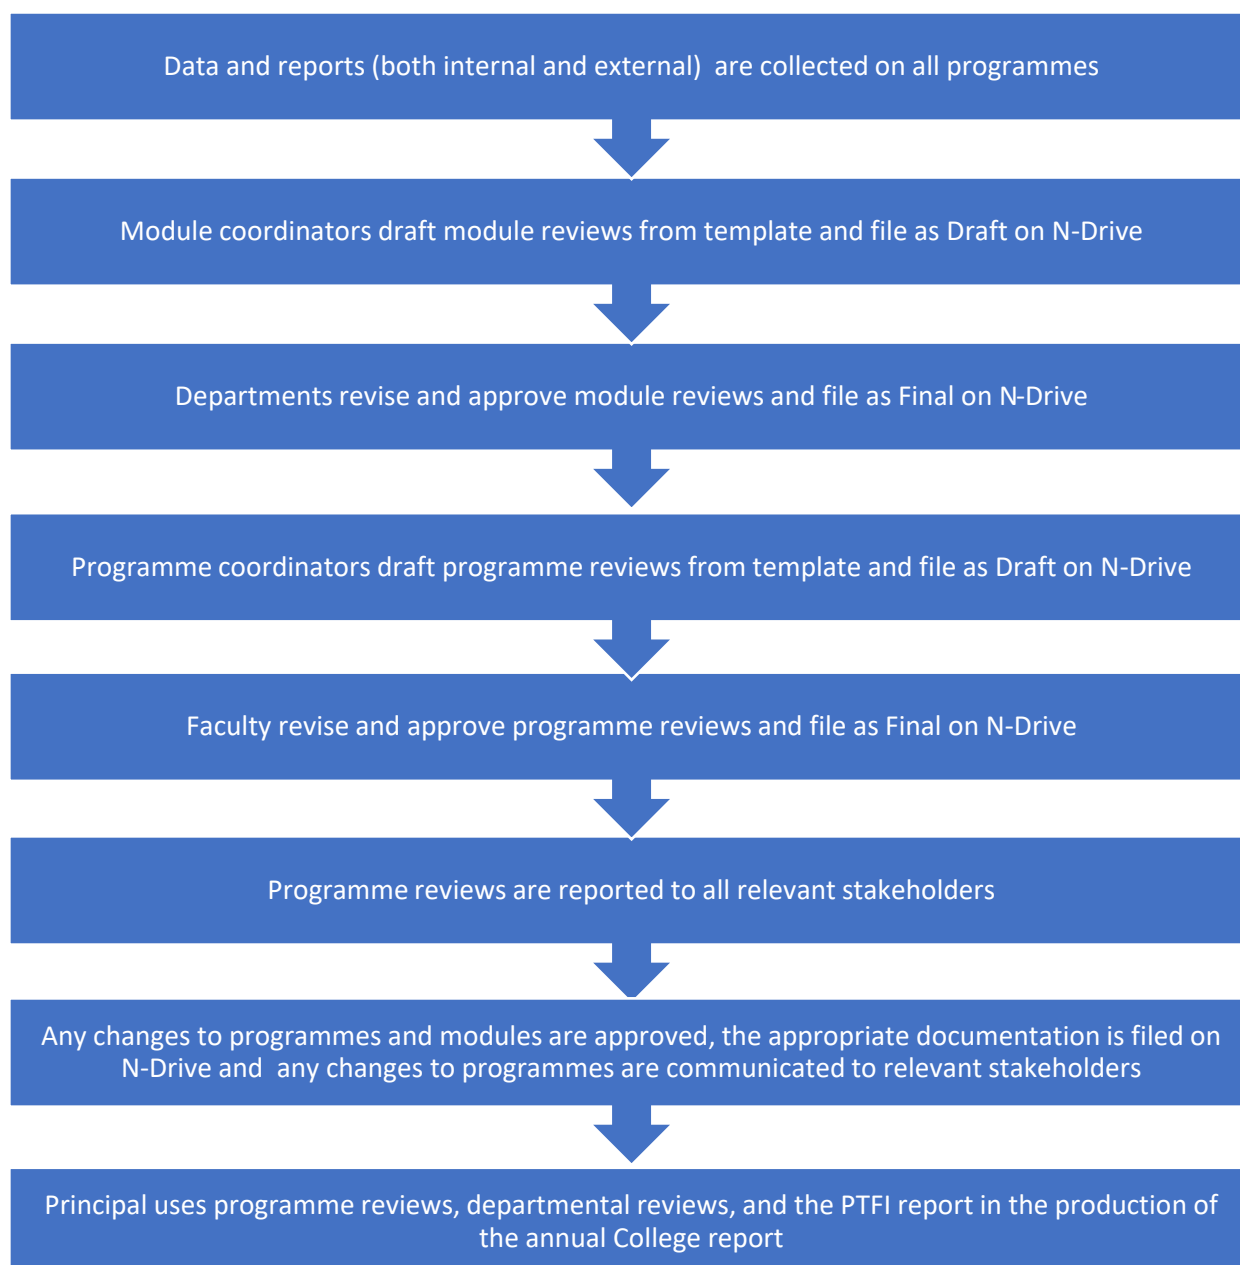 Data and reports (both internal and external)  are collected on all programmes
Module coordinators draft module reviews from template and file as Draft on N-Drive
Departments revise and approve module reviews and file as Final on N-Drive
Programme coordinators draft programme reviews from template and file as Draft on N-Drive
Faculty revise and approve programme reviews and file as Final on N-Drive
Programme reviews are reported to all relevant stakeholders
Any changes to programmes and modules are approved, the appropriate documentation is filed on
N-Drive and  any changes to programmes are communicated to relevant stakeholders
Principal uses programme reviews, departmental reviews, and the PTFI report in the production of
the annual College report